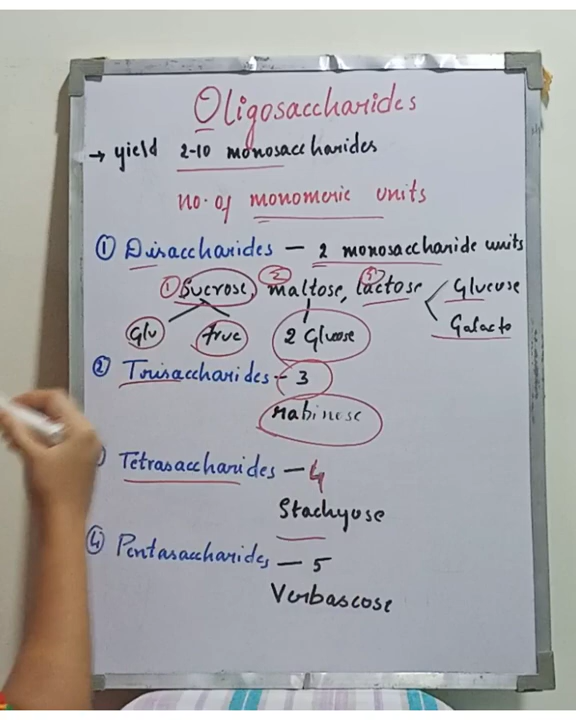 Oligosaccharides
→ yield 2-10 monosaccharides
no. of monomeric units
① Disaccharides — 2 monosaccharide units
① Sucrose, ② maltose, ③ lactose < Glucose
Glu fruc 2 Glucose Galacto
② Trisaccharides - 3
rabinose
) Tetrasaccharides — 4
Stachyose
④ Pentasaccharides — 5
Verbascose